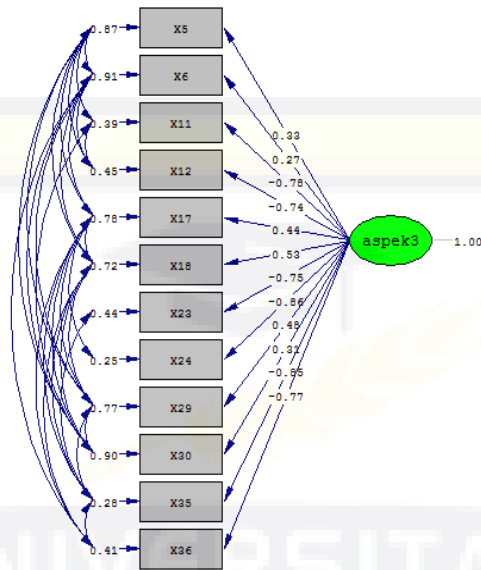 0.87 X5
0.91 X6
0.39 X11
0.45 X12
0.78 X17
0.72 X18
0.44 X23
0.25 X24
0.77 X29
0.90 X30
0.28 X35
0.41 X36
0.33
0.27
-0.78
-0.74
0.44
0.53
-0.75
-0.86
0.48
0.31
-0.85
-0.77
aspek3 1.00
UNIVERSITA